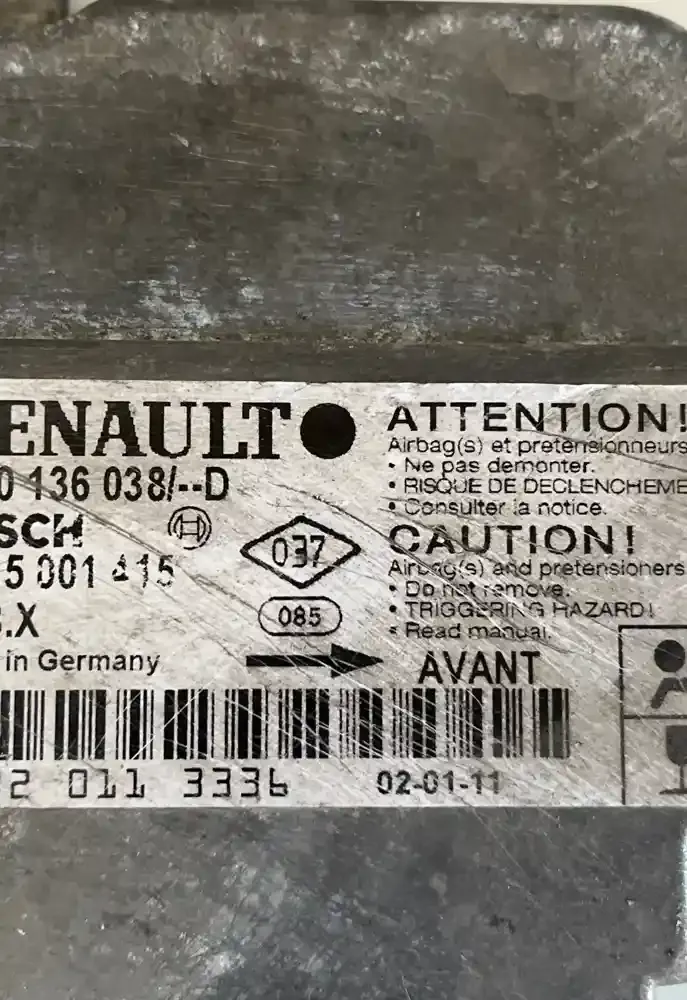 ENAULT
0 136 038/--D
SCH
5 001 415
.X
in Germany
037
085
ATTENTION!
Airbag(s) et pretensionneurs
• Ne pas demonter.
• RISQUE DE DECLENCHEME
• Consulter la notice.
CAUTION!
Airbag(s) and pretensioners
• Do not remove.
• TRIGGERING HAZARD!
• Read manual.
AVANT
2 011 3336
02-01-11